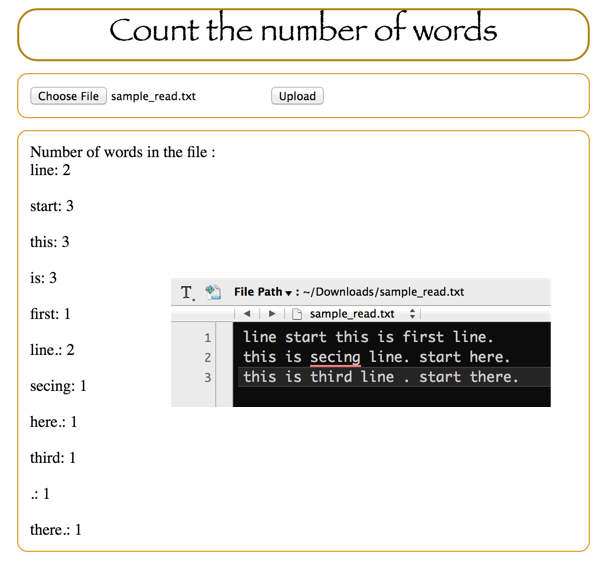 Count the number of words
Choose File sample_read.txt Upload
Number of words in the file :
line: 2
start: 3
this: 3
is: 3
first: 1
line.: 2
secing: 1
here.: 1
third: 1
.: 1
there.: 1
T. File Path ▾ : ~/Downloads/sample_read.txt
◀ ▶ sample_read.txt
1 line start this is first line.
2 this is secing line. start here.
3 this is third line . start there.